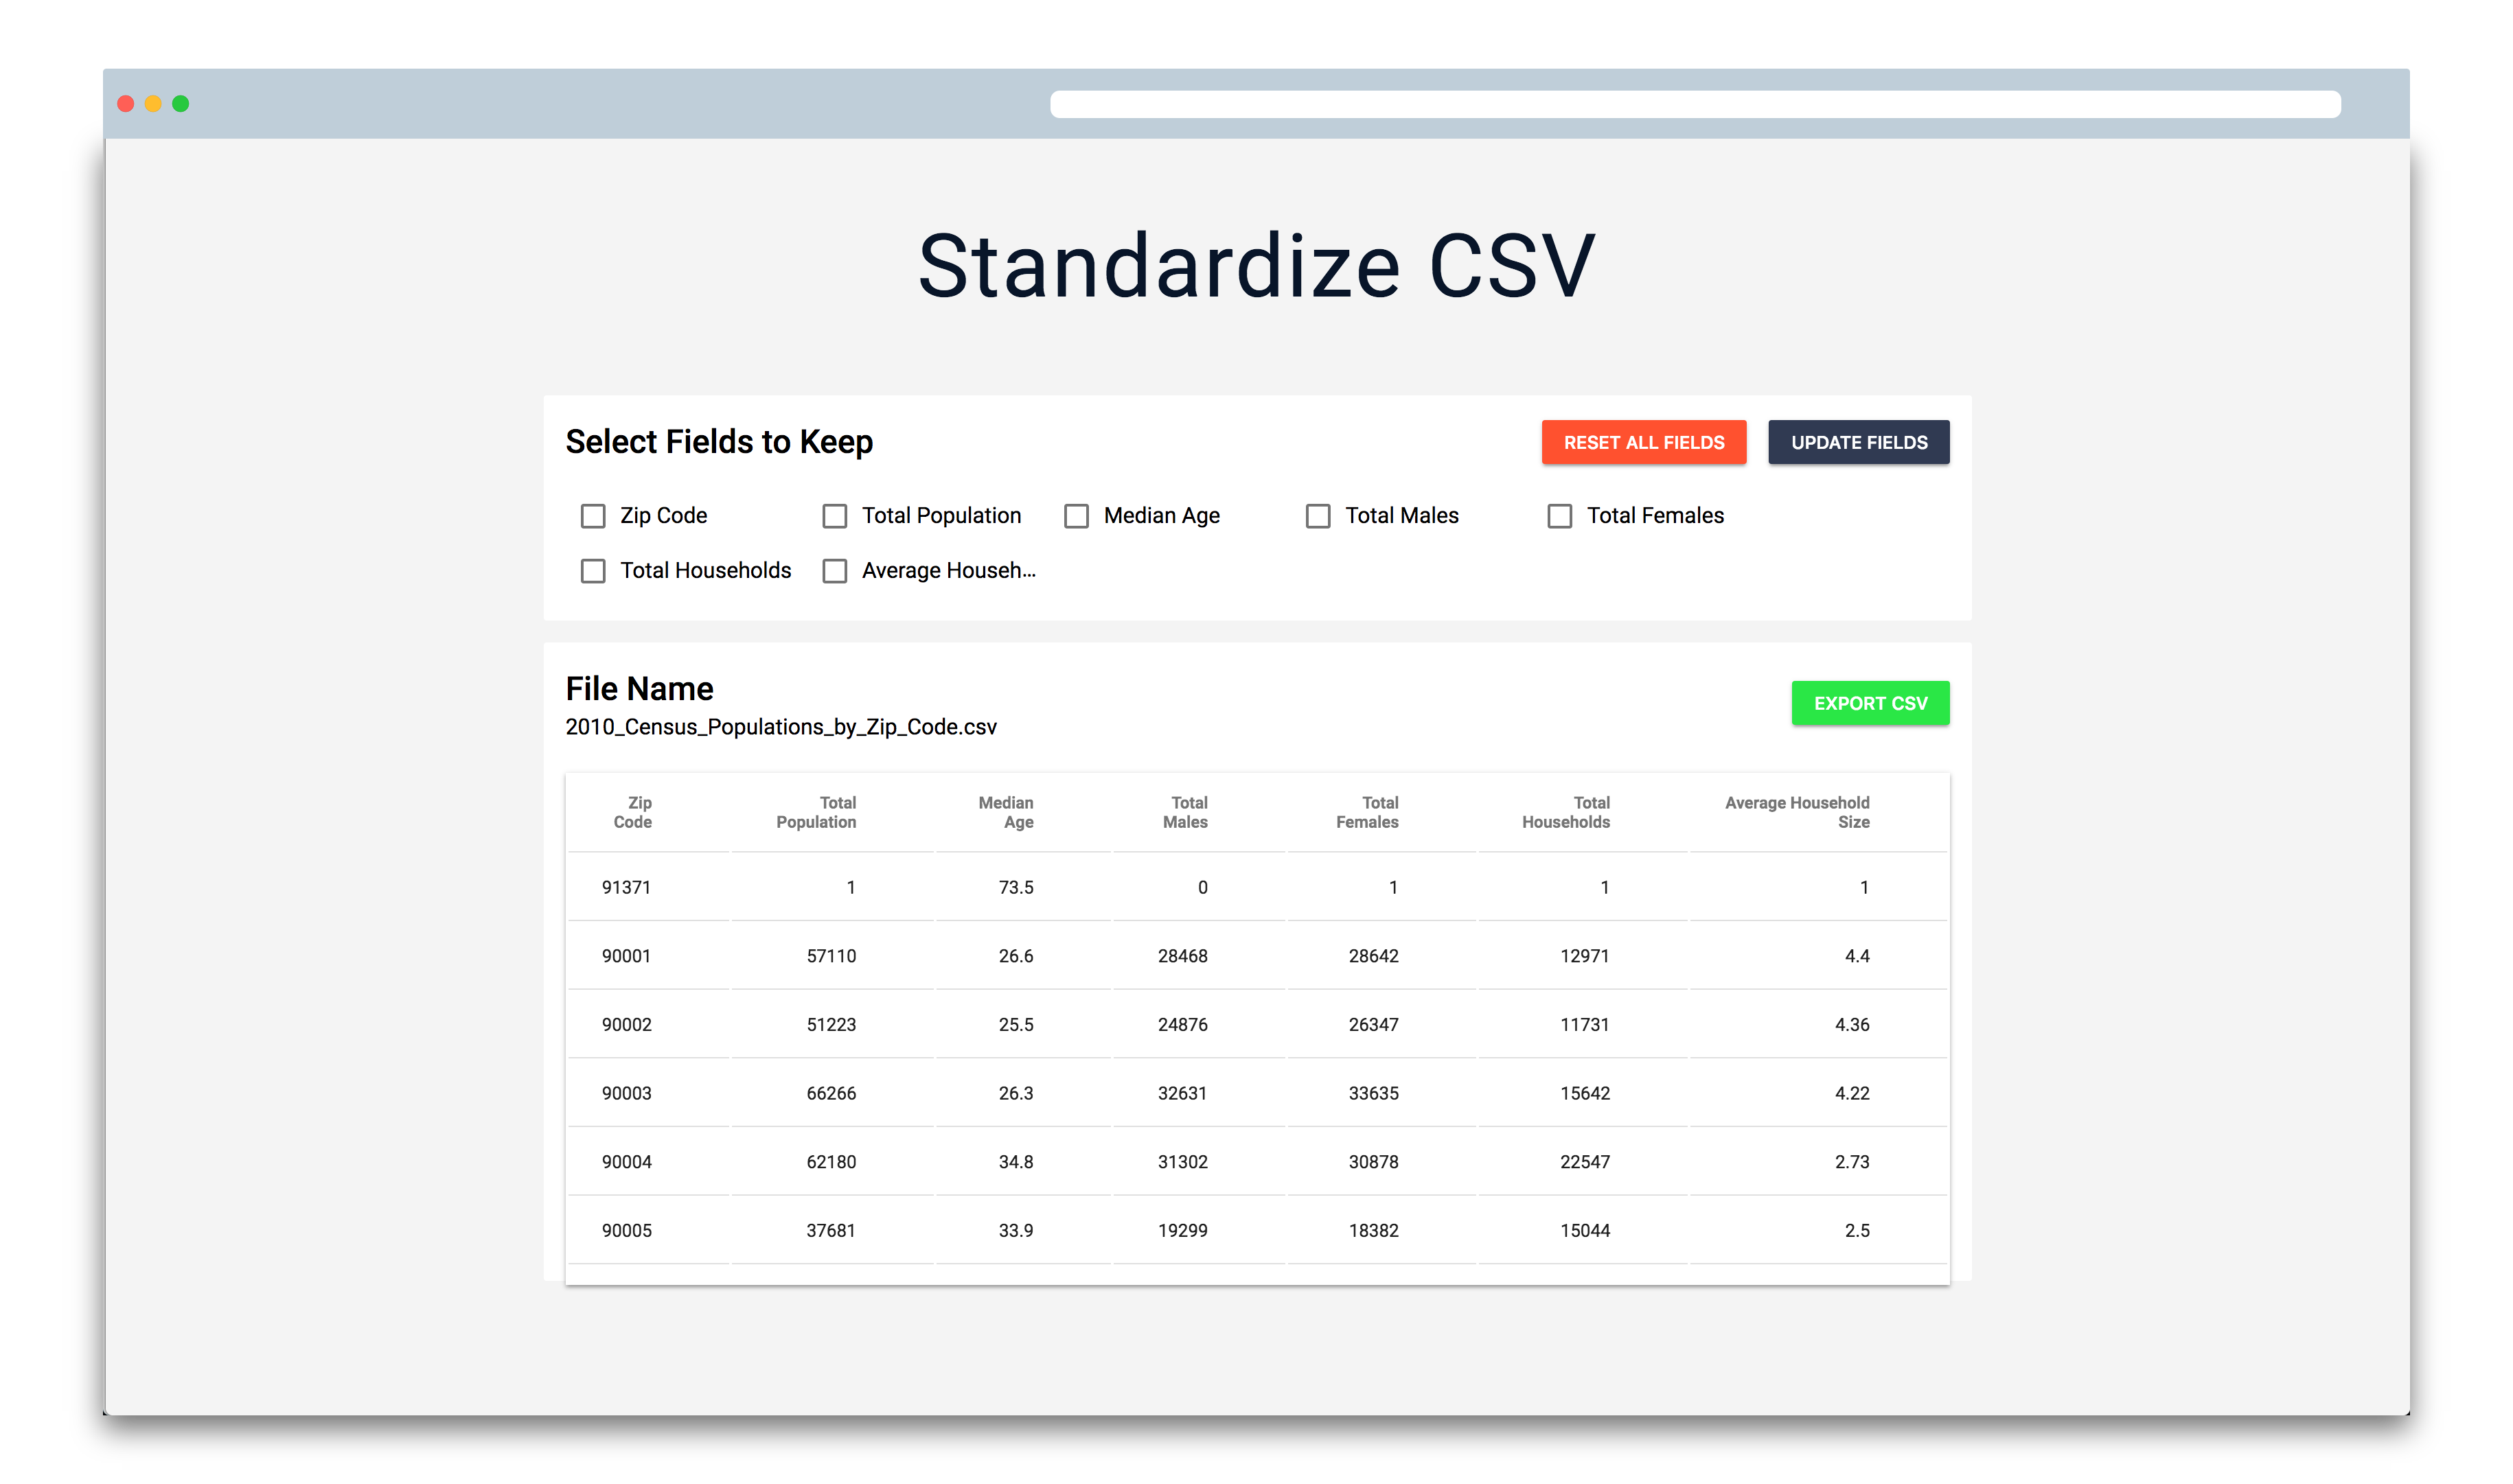 Standardize CSV
Select Fields to Keep
RESET ALL FIELDS
UPDATE FIELDS
Zip Code Total Population Median Age Total Males Total Females
Total Households Average Househ...
File Name
2010_Census_Populations_by_Zip_Code.csv
EXPORT CSV
Zip Total Median Total Total Total Average Household
Code Population Age Males Females Households Size
91371 1 73.5 0 1 1 1
90001 57110 26.6 28468 28642 12971 4.4
90002 51223 25.5 24876 26347 11731 4.36
90003 66266 26.3 32631 33635 15642 4.22
90004 62180 34.8 31302 30878 22547 2.73
90005 37681 33.9 19299 18382 15044 2.5